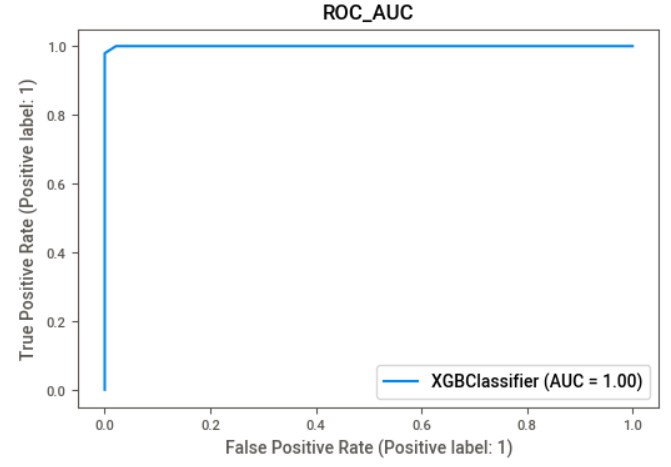 ROC_AUC
True Positive Rate (Positive label: 1)
1.0
0.8
0.6
0.4
0.2
0.0
XGBClassifier (AUC = 1.00)
0.0 0.2 0.4 0.6 0.8 1.0
False Positive Rate (Positive label: 1)